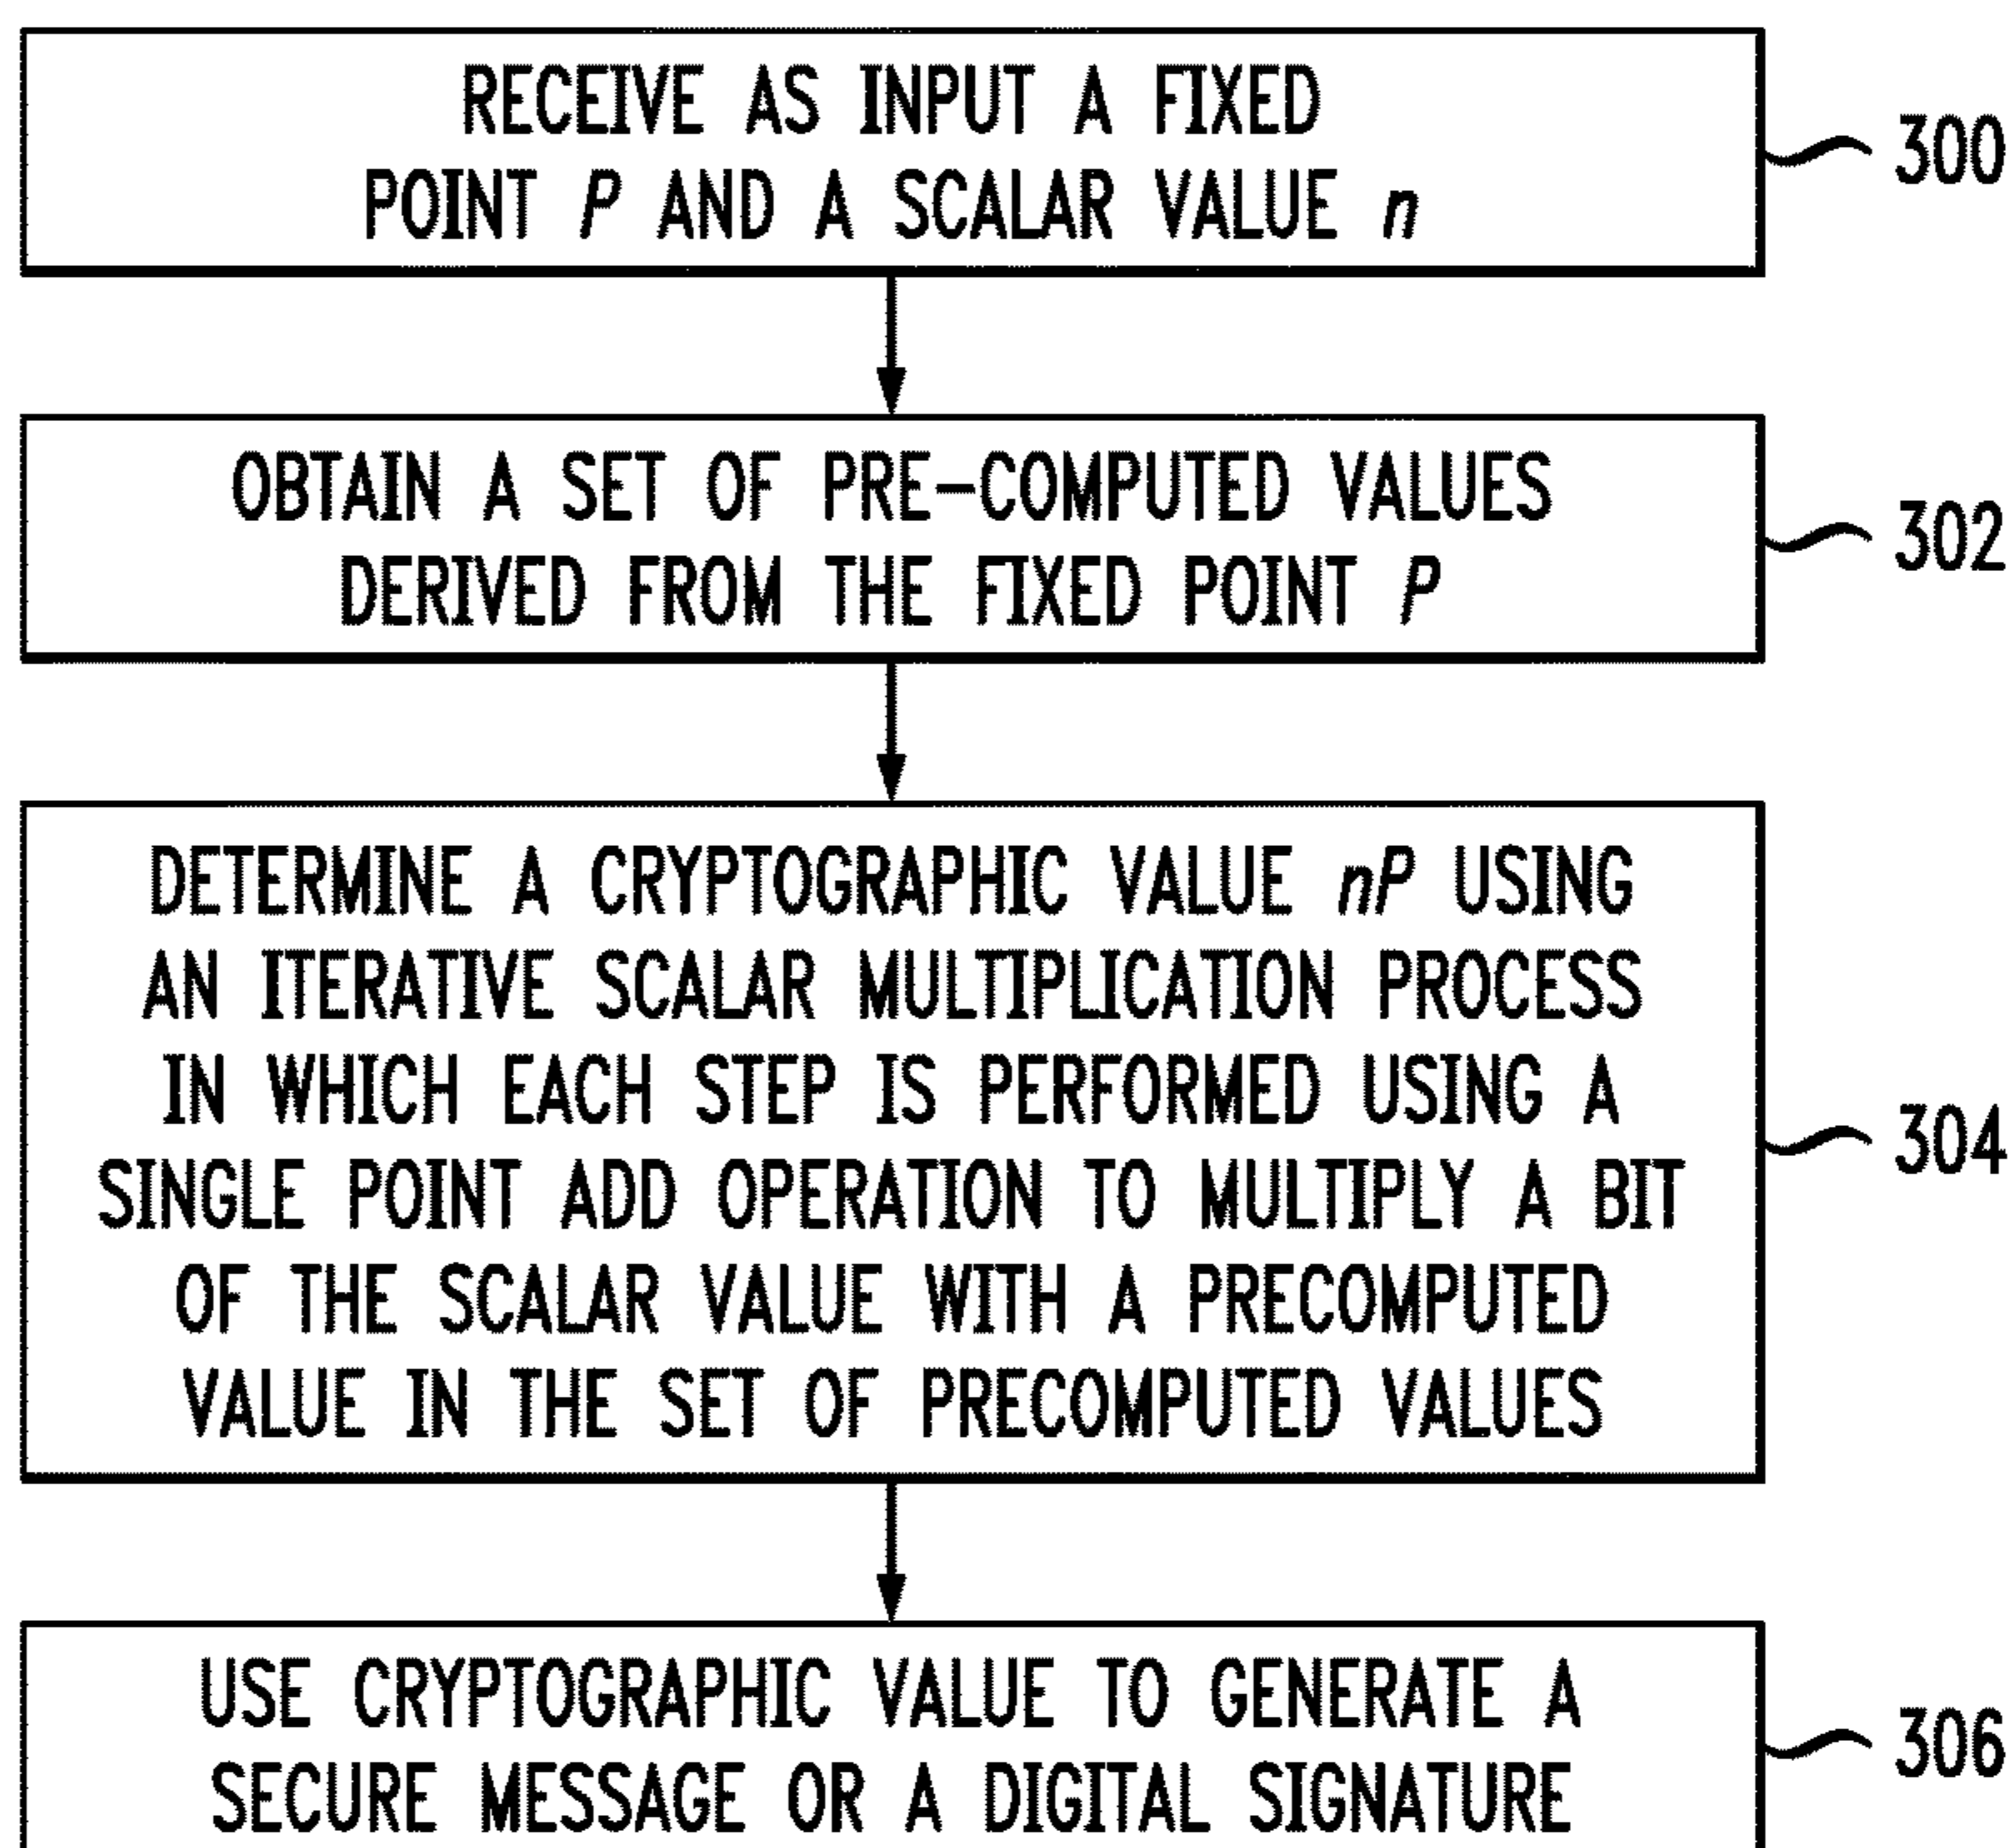 RECEIVE AS INPUT A FIXED
POINT P AND A SCALAR VALUE n
300
OBTAIN A SET OF PRE-COMPUTED VALUES
DERIVED FROM THE FIXED POINT P
302
DETERMINE A CRYPTOGRAPHIC VALUE nP USING
AN ITERATIVE SCALAR MULTIPLICATION PROCESS
IN WHICH EACH STEP IS PERFORMED USING A
SINGLE POINT ADD OPERATION TO MULTIPLY A BIT
OF THE SCALAR VALUE WITH A PRECOMPUTED
VALUE IN THE SET OF PRECOMPUTED VALUES
304
USE CRYPTOGRAPHIC VALUE TO GENERATE A
SECURE MESSAGE OR A DIGITAL SIGNATURE
306